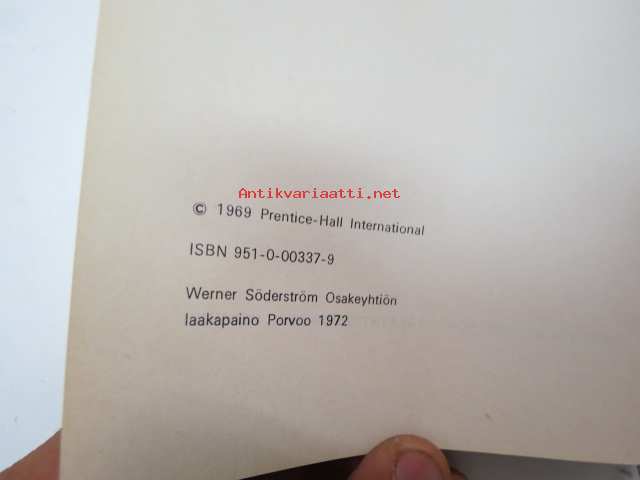 Antikvariaatti.net
© 1969 Prentice-Hall International
ISBN 951-0-00337-9
Werner Söderström Osakeyhtiön
laakapaino Porvoo 1972